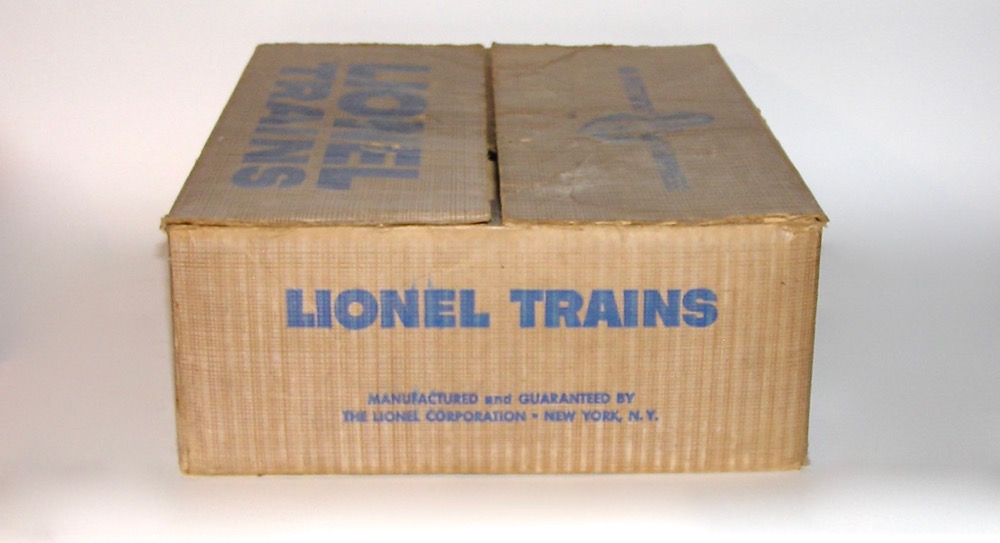 LIONEL
TRAINS
LIONEL TRAINS
MANUFACTURED and GUARANTEED BY
THE LIONEL CORPORATION • NEW YORK, N.Y.